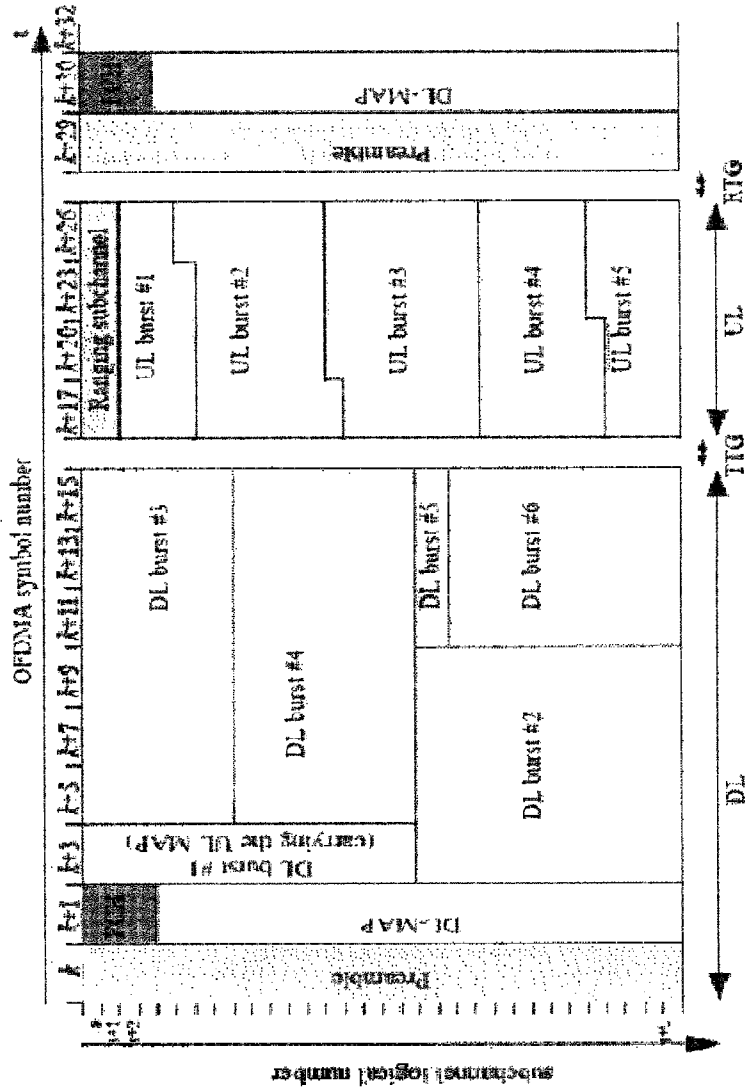 OFDMA symbol number
t
subchannel logical number
k k+1 k+3 k+5 k+7 k+9 k+11 k+13 k+15 k+17 k+20 k+23 k+26 k+29 k+30 k+32
s
s+1
s+2
s+L
Preamble
FCH
DL-MAP
DL burst #1
(carrying the UL MAP)
DL burst #3
DL burst #4
DL burst #2
DL burst #5
DL burst #6
Ranging subchannel
UL burst #1
UL burst #2
UL burst #3
UL burst #4
UL burst #5
Preamble
FCH
DL-MAP
DL
TTG
UL
RTG